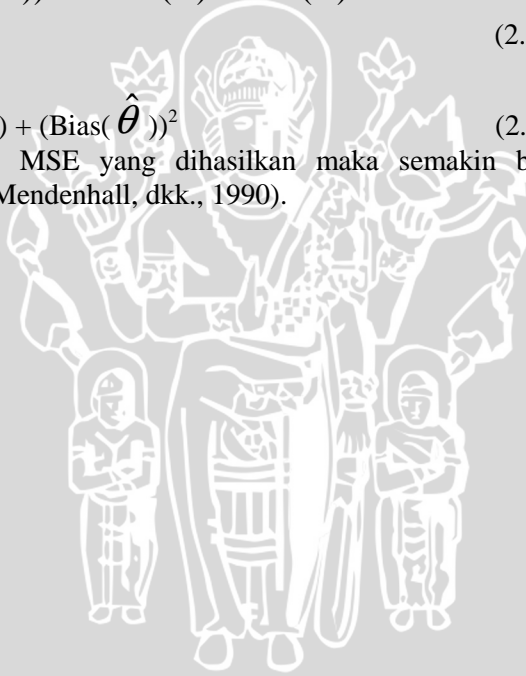 (2.
) + (Bias( θ̂ ))² (2.
MSE yang dihasilkan maka semakin b
Mendenhall, dkk., 1990).